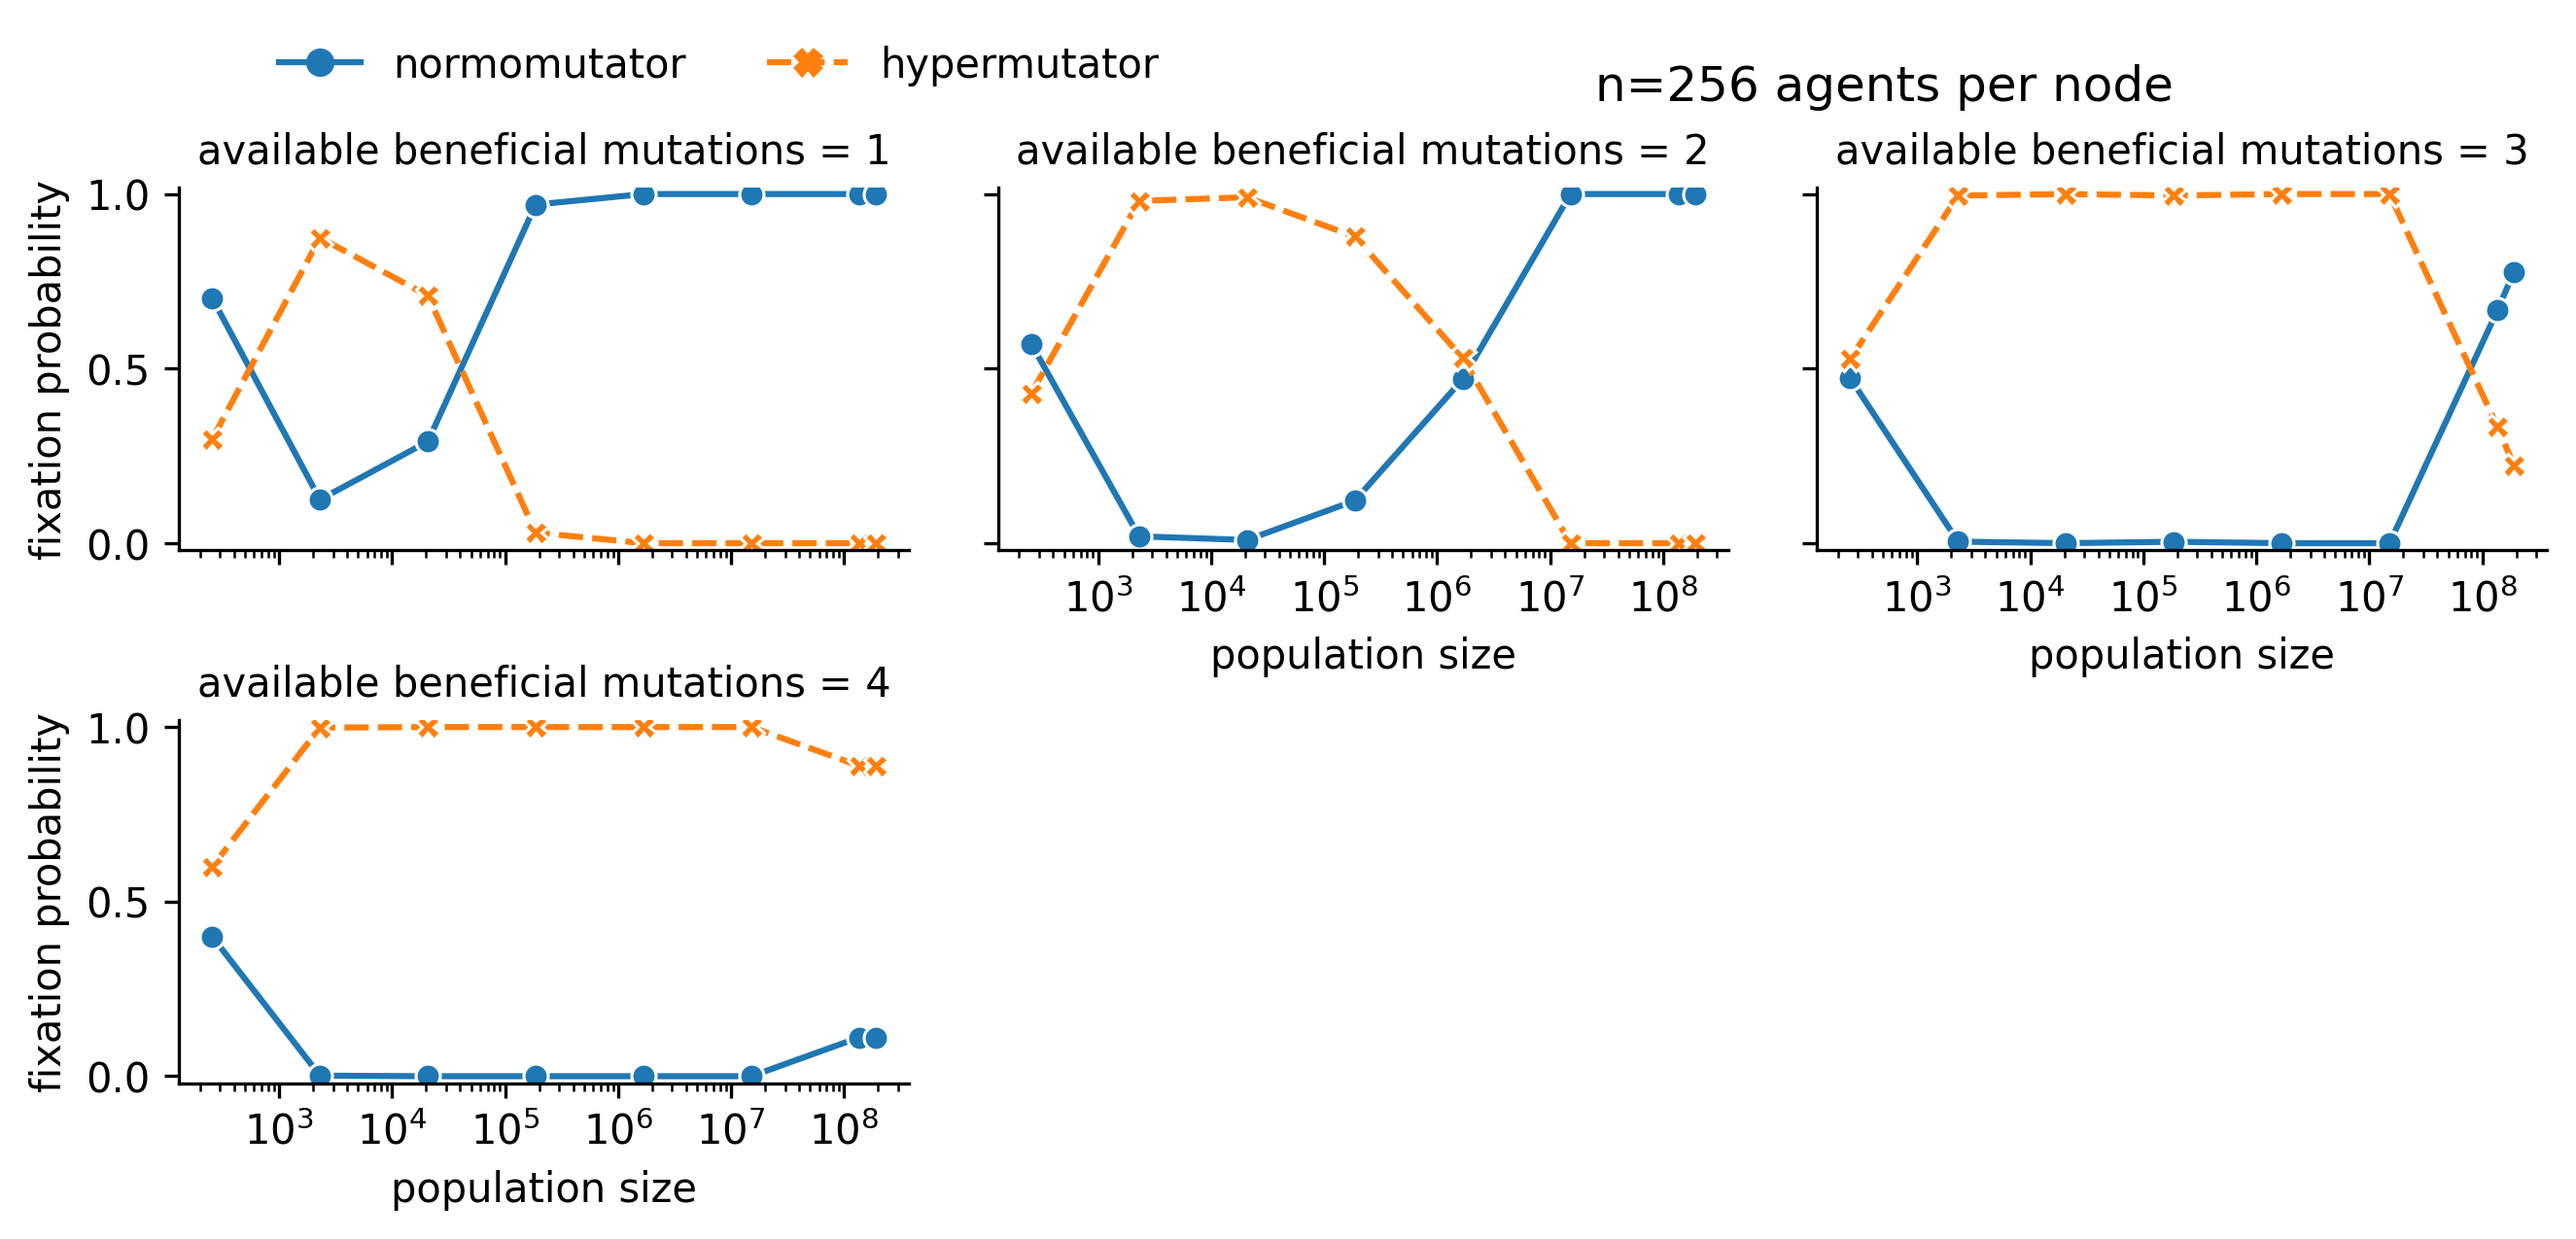 normomutator
hypermutator
n=256 agents per node
available beneficial mutations = 1
available beneficial mutations = 2
available beneficial mutations = 3
fixation probability
1.0
0.5
0.0
10³ 10⁴ 10⁵ 10⁶ 10⁷ 10⁸
population size
10³ 10⁴ 10⁵ 10⁶ 10⁷ 10⁸
population size
available beneficial mutations = 4
fixation probability
1.0
0.5
0.0
10³ 10⁴ 10⁵ 10⁶ 10⁷ 10⁸
population size